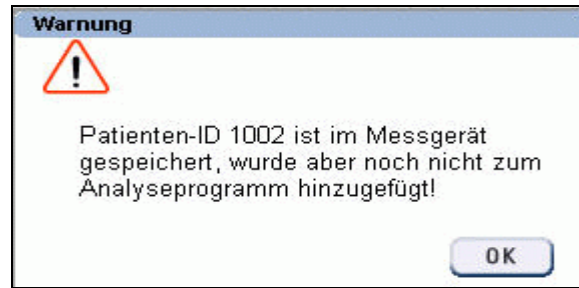 Warnung
Patienten-ID 1002 ist im Messgerät
gespeichert, wurde aber noch nicht zum
Analyseprogramm hinzugefügt!
OK